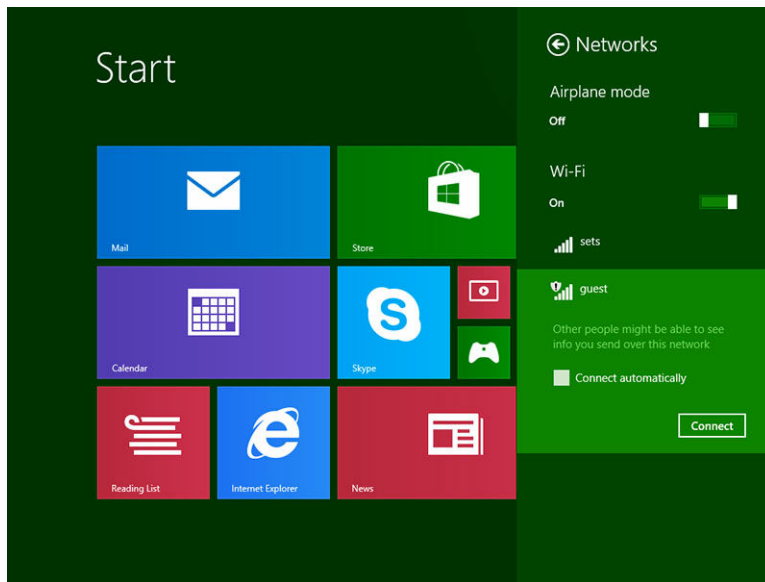 Start
Mail
Store
Calendar
Skype
Reading List
Internet Explorer
News
Networks
Airplane mode
Off
Wi-Fi
On
sets
guest
Other people might be able to see
info you send over this network
Connect automatically
Connect